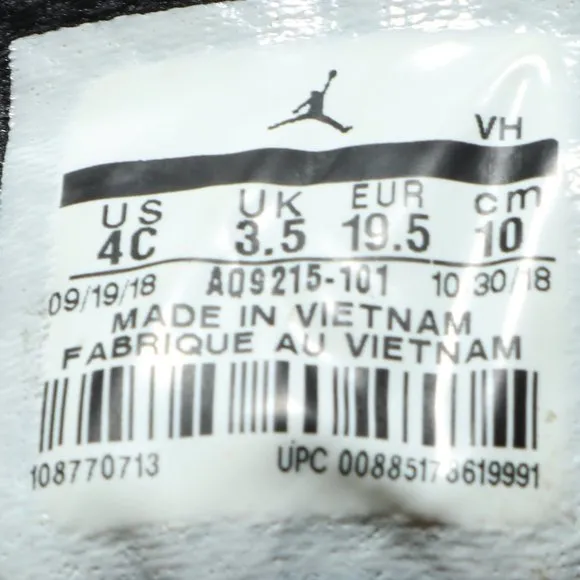 VH
US UK EUR cm
4C 3.5 19.5 10
09/19/18 AQ9215-101 10/30/18
MADE IN VIETNAM
FABRIQUE AU VIETNAM
108770713 UPC 00885178619991